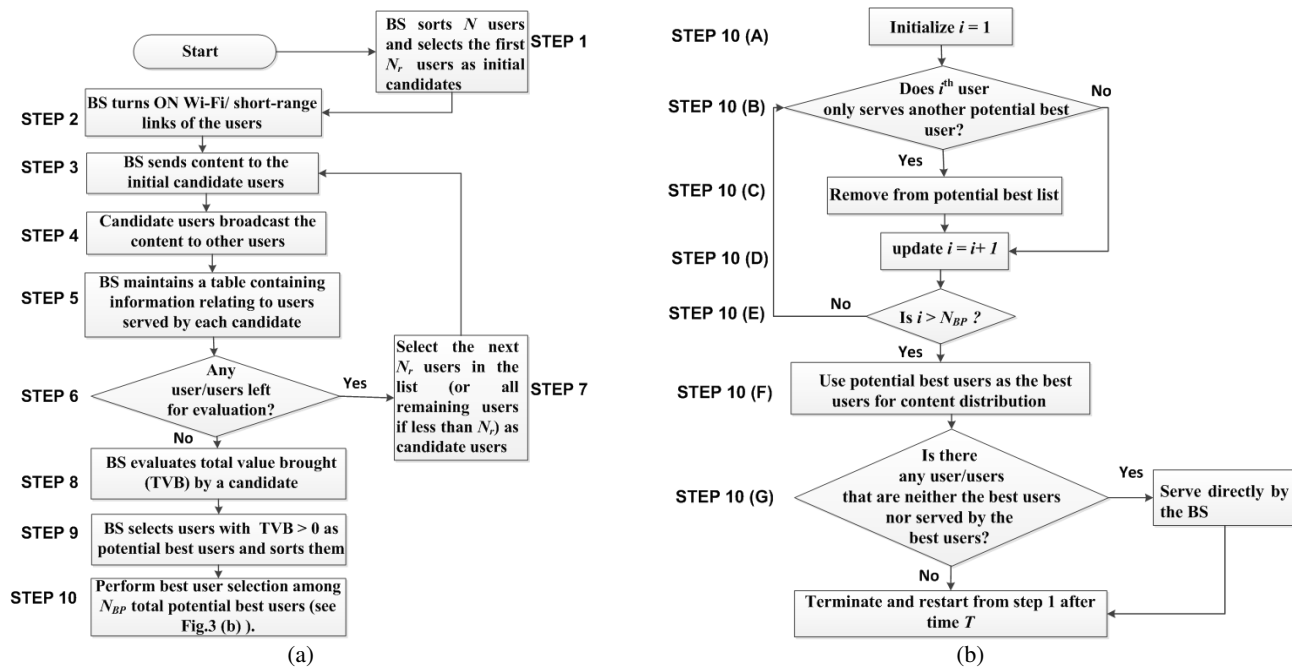 Start
BS sorts N users
and selects the first
Nr users as initial
candidates
STEP 1
STEP 2
BS turns ON Wi-Fi/ short-range
links of the users
STEP 3
BS sends content to the
initial candidate users
STEP 4
Candidate users broadcast the
content to other users
STEP 5
BS maintains a table containing
information relating to users
served by each candidate
STEP 6
Any
user/users left
for evaluation?
Yes
No
Select the next
Nr users in the
list (or all
remaining users
if less than Nr) as
candidate users
STEP 7
STEP 8
BS evaluates total value brought
(TVB) by a candidate
STEP 9
BS selects users with TVB > 0 as
potential best users and sorts them
STEP 10
Perform best user selection among
NBP total potential best users (see
Fig.3 (b) ).
(a)
STEP 10 (A)
Initialize i = 1
STEP 10 (B)
Does ith user
only serves another potential best
user?
No
Yes
STEP 10 (C)
Remove from potential best list
STEP 10 (D)
update i = i+ 1
STEP 10 (E)
No
Is i > NBP ?
Yes
STEP 10 (F)
Use potential best users as the best
users for content distribution
STEP 10 (G)
Is there
any user/users
that are neither the best users
nor served by the
best users?
Yes
Serve directly by
the BS
No
Terminate and restart from step 1 after
time T
(b)